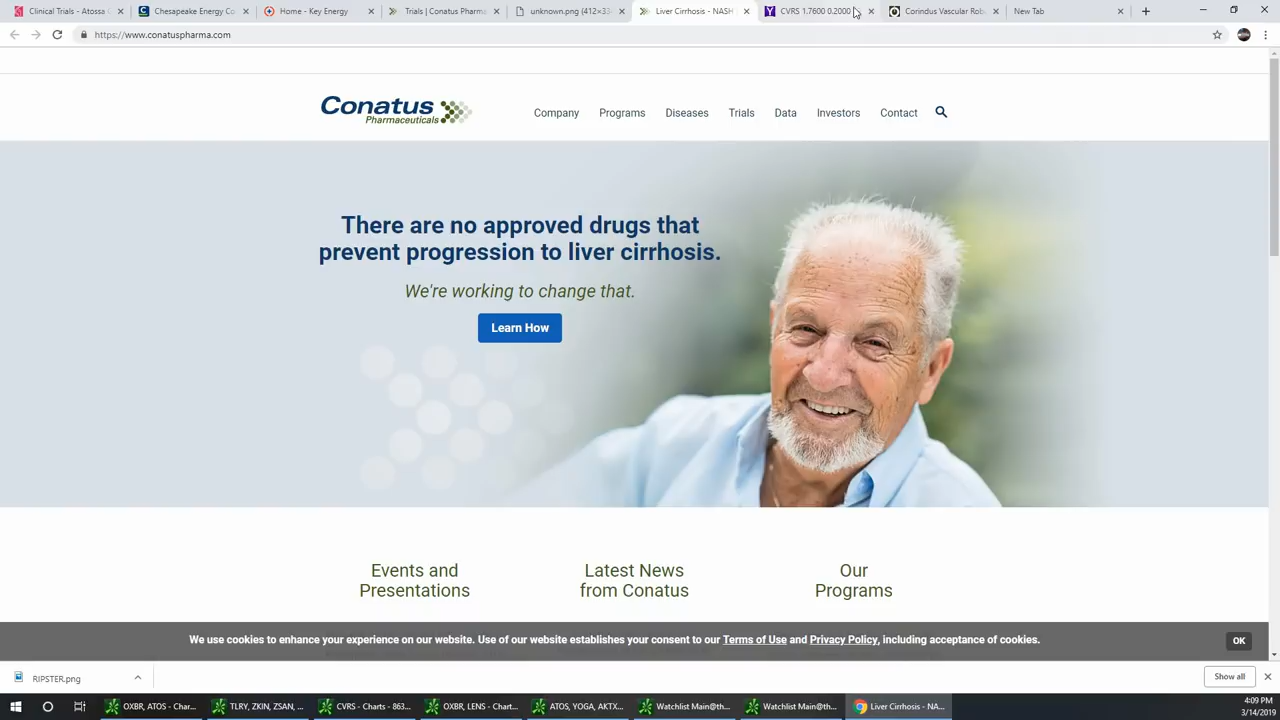 Clinical Trials - Atossa
Chesapeake Energy Co
Home - Key Energy
Trials | Conatus Pharma
unknown.png (412×33
Liver Cirrhosis - NASH
CVRS 1.7600 0.2000
Corindus Vascular Rob
New Tab
https://www.conatuspharma.com
Conatus
Pharmaceuticals
Company
Programs
Diseases
Trials
Data
Investors
Contact
There are no approved drugs that
prevent progression to liver cirrhosis.
We're working to change that.
Learn How
Events and
Presentations
Latest News
from Conatus
Our
Programs
We use cookies to enhance your experience on our website. Use of our website establishes your consent to our Terms of Use and Privacy Policy, including acceptance of cookies.
OK
RIPSTER.png
Show all
OXBR, ATOS - Char...
TLRY, ZKIN, ZSAN, ...
CVRS - Charts - 863...
OXBR, LENS - Chart...
ATOS, YOGA, AKTX...
Watchlist Main@th...
Watchlist Main@th...
Liver Cirrhosis - NA...
4:09 PM
3/14/2019